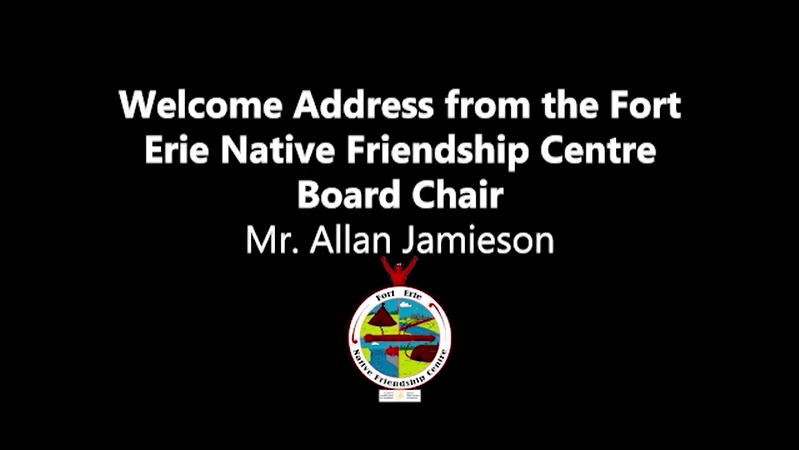 Welcome Address from the Fort
Erie Native Friendship Centre
Board Chair
Mr. Allan Jamieson
Fort Erie
Native Friendship Centre